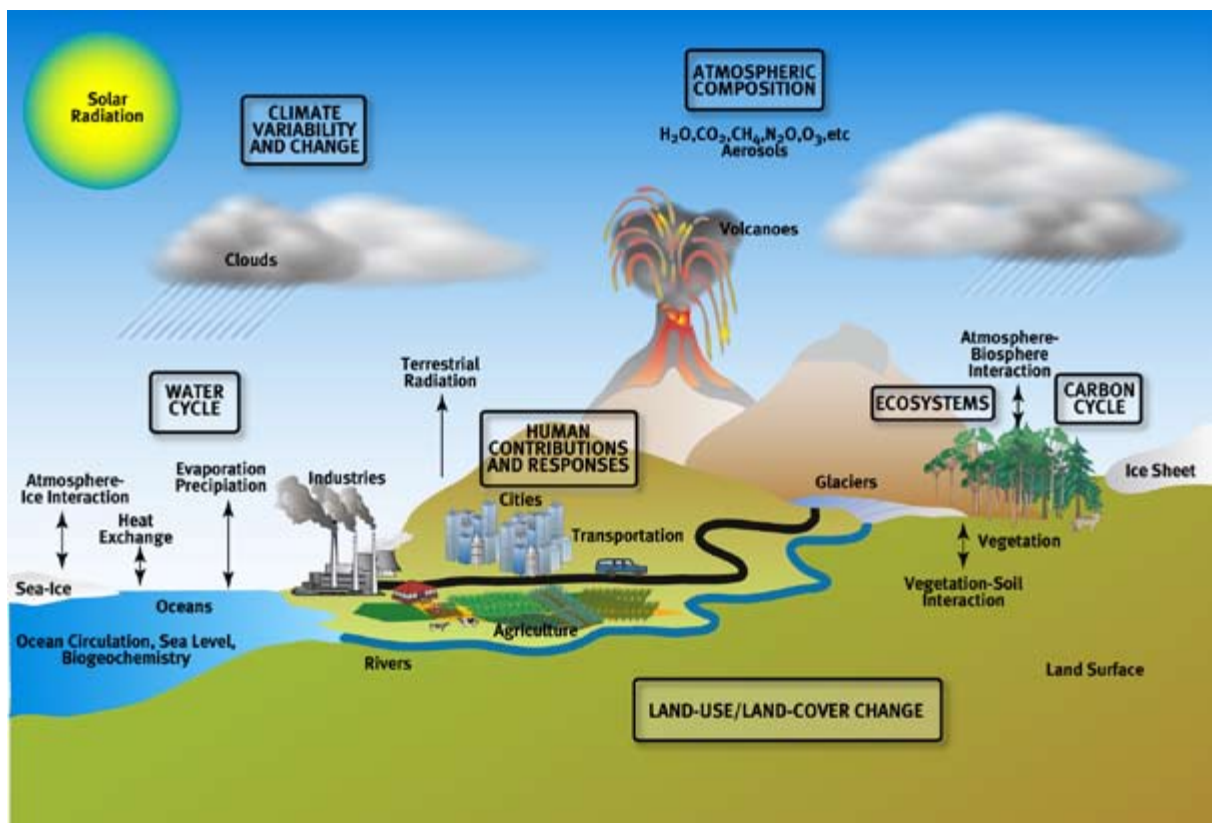 Solar
Radiation
CLIMATE
VARIABILITY
AND CHANGE
ATMOSPHERIC
COMPOSITION
H₂O,CO₂,CH₄,N₂O,O₃,etc
Aerosols
Volcanoes
Clouds
Atmosphere-
Biosphere
Interaction
Terrestrial
Radiation
WATER
CYCLE
ECOSYSTEMS
CARBON
CYCLE
HUMAN
CONTRIBUTIONS
AND RESPONSES
Atmosphere-
Ice Interaction
Evaporation
Precipiation
Industries
Glaciers
Ice Sheet
Cities
Heat
Exchange
Transportation
Vegetation
Sea-Ice
Oceans
Vegetation-Soil
Interaction
Agriculture
Ocean Circulation, Sea Level,
Biogeochemistry
Rivers
Land Surface
LAND-USE/LAND-COVER CHANGE